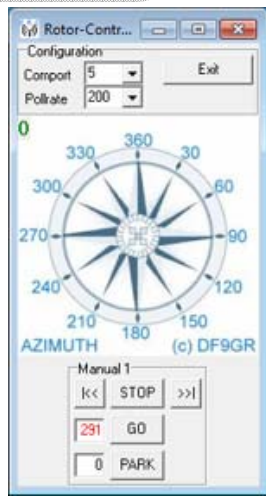 Rotor-Contr...
Configuration
Comport 5 Exit
Pollrate 200
0
360
330 30
300 60
270 90
240 120
210 150
180
AZIMUTH (c) DF9GR
Manual 1
|<< STOP >>|
291 GO
0 PARK